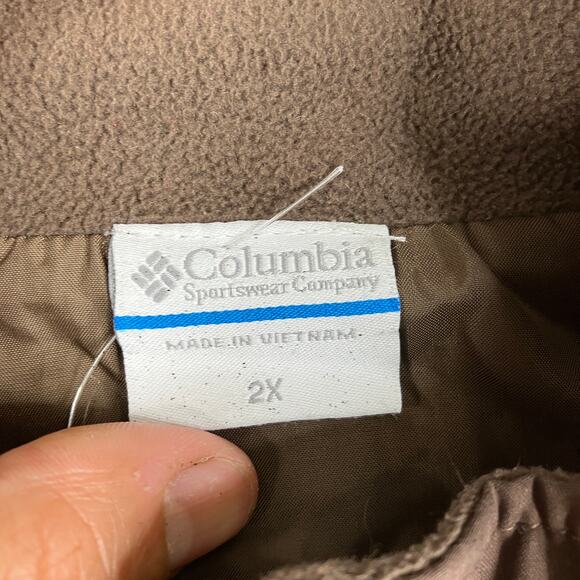 Columbia
Sportswear Company
MADE IN VIETNAM
2X